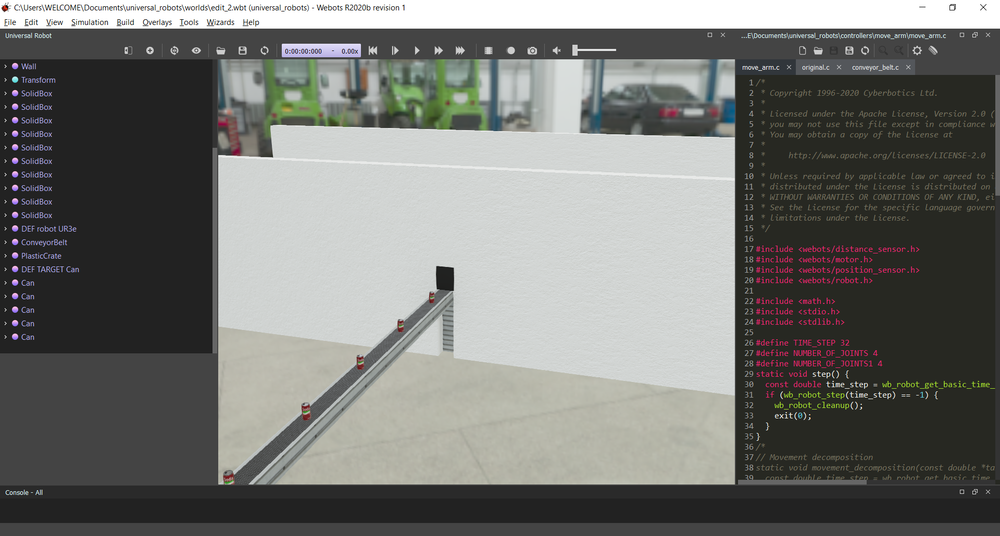 C:\Users\WELCOME\Documents\universal_robots\worlds\edit_2.wbt (universal_robots) - Webots R2020b revision 1
File Edit View Simulation Build Overlays Tools Wizards Help
Universal Robot
0:00:00:000 - 0.00x
Wall
Transform
SolidBox
SolidBox
SolidBox
SolidBox
SolidBox
SolidBox
SolidBox
SolidBox
SolidBox
SolidBox
DEF robot UR3e
ConveyorBelt
PlasticCrate
DEF TARGET Can
Can
Can
Can
Can
Can
Soda
Soda
Soda
...E\Documents\universal_robots\controllers\move_arm\move_arm.c
move_arm.c original.c conveyor_belt.c
1 /*
2 * Copyright 1996-2020 Cyberbotics Ltd.
3 *
4 * Licensed under the Apache License, Version 2.0 (
5 * you may not use this file except in compliance w
6 * You may obtain a copy of the License at
7 *
8 * http://www.apache.org/licenses/LICENSE-2.0
9 *
10 * Unless required by applicable law or agreed to i
11 * distributed under the License is distributed on
12 * WITHOUT WARRANTIES OR CONDITIONS OF ANY KIND, ei
13 * See the License for the specific language govern
14 * limitations under the License.
15 */
16
17 #include <webots/distance_sensor.h>
18 #include <webots/motor.h>
19 #include <webots/position_sensor.h>
20 #include <webots/robot.h>
21
22 #include <math.h>
23 #include <stdio.h>
24 #include <stdlib.h>
25
26 #define TIME_STEP 32
27 #define NUMBER_OF_JOINTS 4
28 #define NUMBER_OF_JOINTS1 4
29 static void step() {
30 const double time_step = wb_robot_get_basic_time_
31 if (wb_robot_step(time_step) == -1) {
32 wb_robot_cleanup();
33 exit(0);
34 }
35 }
36 /*
37 // Movement decomposition
38 static void movement_decomposition(const double *ta
39 const double time_step = wb_robot_get_basic_time_
Console - All